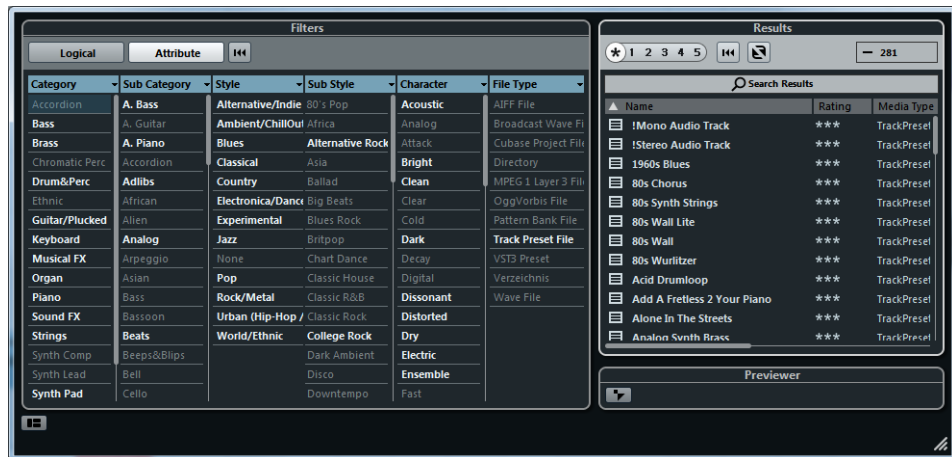 Filters
Logical Attribute
Category Sub Category Style Sub Style Character File Type
Accordion A. Bass Alternative/Indie 80's Pop Acoustic AIFF File
Bass A. Guitar Ambient/ChillOut Africa Analog Broadcast Wave Fi
Brass A. Piano Blues Alternative Rock Attack Cubase Project File
Chromatic Perc Accordion Classical Asia Bright Directory
Drum&Perc Adlibs Country Ballad Clean MPEG 1 Layer 3 File
Ethnic African Electronica/Dance Big Beats Clear OggVorbis File
Guitar/Plucked Alien Experimental Blues Rock Cold Pattern Bank File
Keyboard Analog Jazz Britpop Dark Track Preset File
Musical FX Arpeggio None Chart Dance Decay VST3 Preset
Organ Asian Pop Classic House Digital Verzeichnis
Piano Bass Rock/Metal Classic R&B Dissonant Wave File
Sound FX Bassoon Urban (Hip-Hop / Classic Rock Distorted
Strings Beats World/Ethnic College Rock Dry
Synth Comp Beeps&Blips Dark Ambient Electric
Synth Lead Bell Disco Ensemble
Synth Pad Cello Downtempo Fast
Results
* 1 2 3 4 5 281
Search Results
Name Rating Media Type
!Mono Audio Track *** TrackPreset
!Stereo Audio Track *** TrackPreset
1960s Blues *** TrackPreset
80s Chorus *** TrackPreset
80s Synth Strings *** TrackPreset
80s Wall Lite *** TrackPreset
80s Wall *** TrackPreset
80s Wurlitzer *** TrackPreset
Acid Drumloop *** TrackPreset
Add A Fretless 2 Your Piano *** TrackPreset
Alone In The Streets *** TrackPreset
Analog Synth Brass *** TrackPreset
Previewer